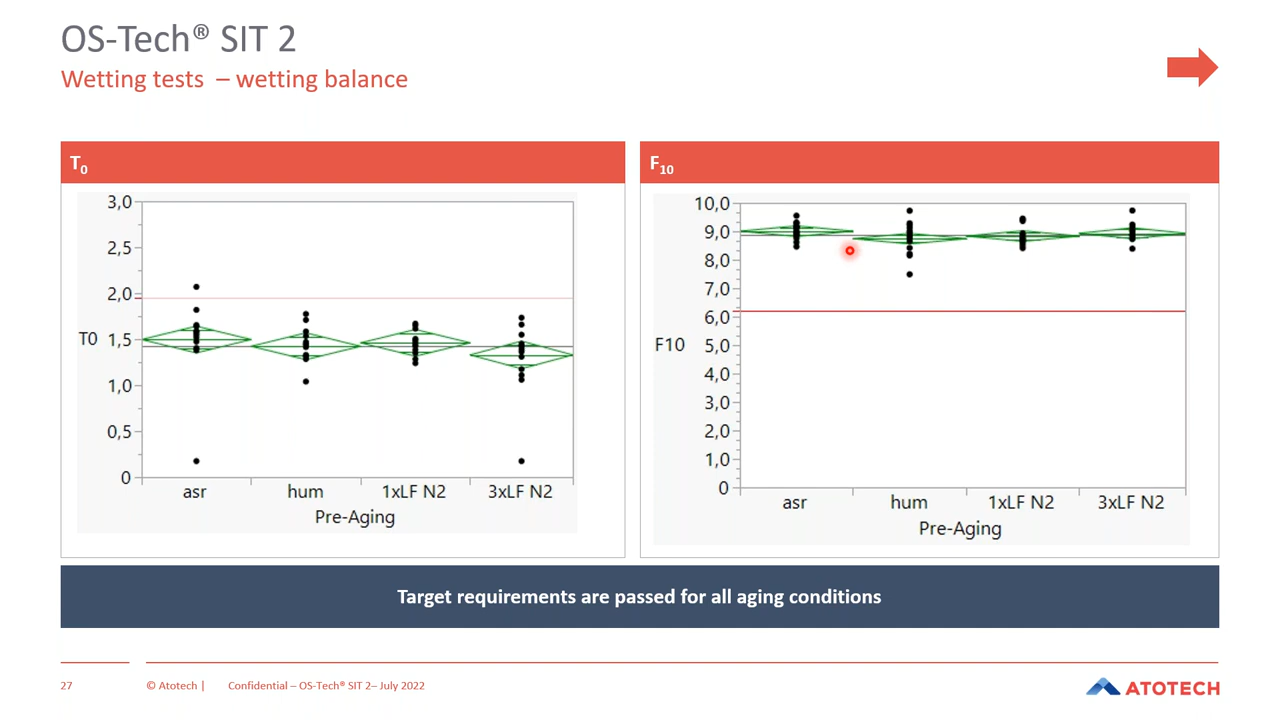 OS-Tech® SIT 2
Wetting tests – wetting balance
T0
3,0
2,5
2,0
T0 1,5
1,0
0,5
0
asr hum 1xLF N2 3xLF N2
Pre-Aging
F10
10,0
9,0
8,0
7,0
6,0
F10 5,0
4,0
3,0
2,0
1,0
0
asr hum 1xLF N2 3xLF N2
Pre-Aging
Target requirements are passed for all aging conditions
27 © Atotech | Confidential – OS-Tech® SIT 2– July 2022
ATOTECH